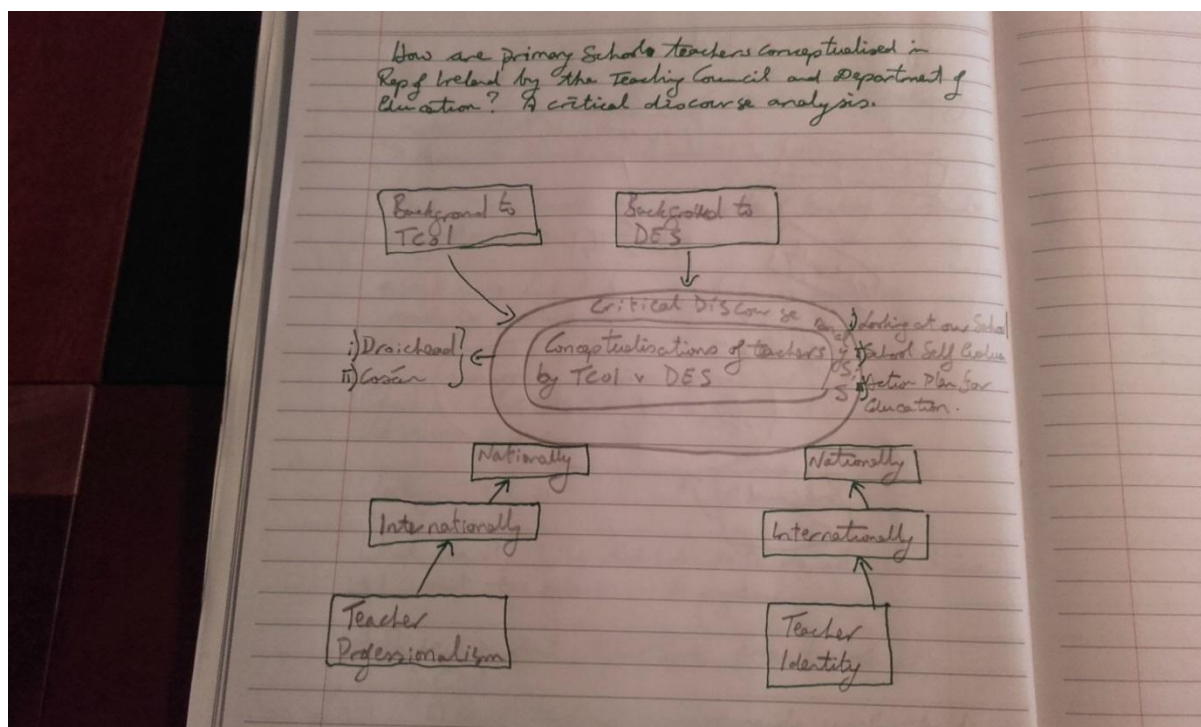 How are primary Schools teachers conceptualised in
Rep of Ireland by the Teaching Council and Department of
Education? A critical discourse analysis.
Background to
TCoI
Background to
DES
Critical Discourse Analysis
i) Droichead
ii) Cosán
Conceptualisations of teachers
by TCoI v DES
i) Looking at our School
ii) School Self Evalua
iii) Action Plan for
Education.
Nationally
Nationally
Internationally
Internationally
Teacher
Professionalism
Teacher
Identity